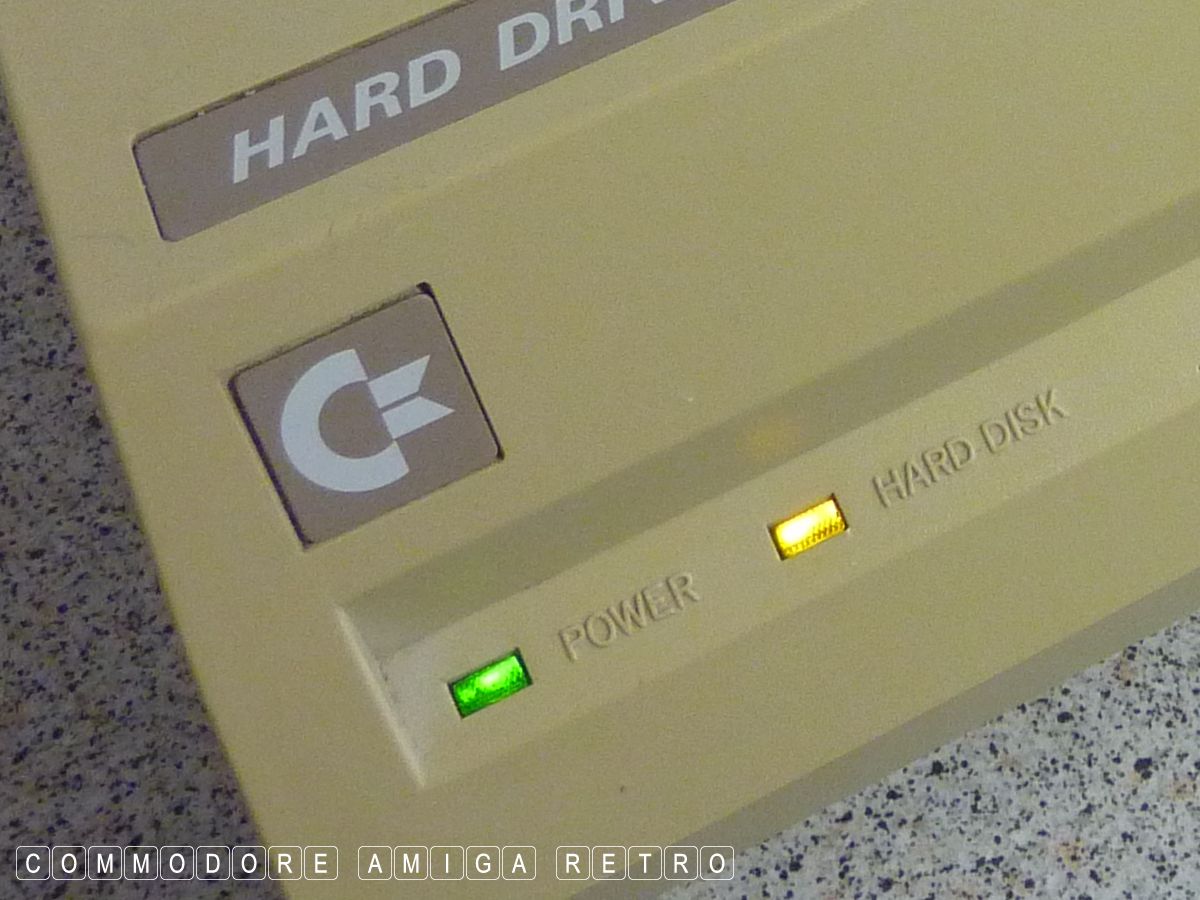 HARD DRI
HARD DISK
POWER
COMMODORE AMIGA RETRO